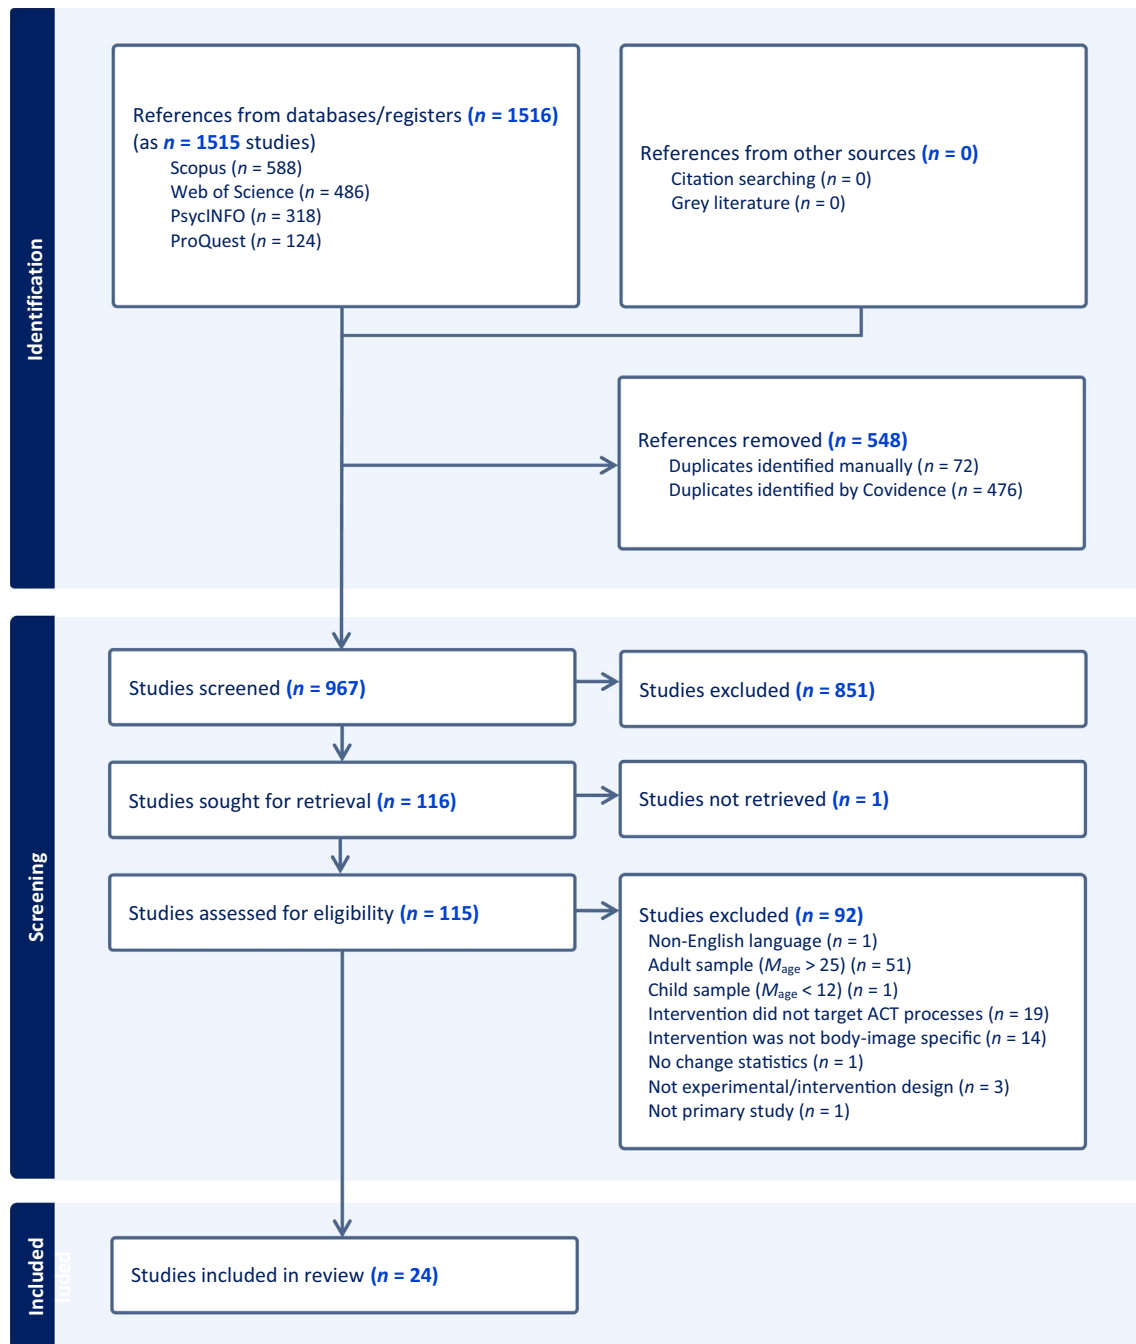 Identification
References from databases/registers (n = 1516)
(as n = 1515 studies)
Scopus (n = 588)
Web of Science (n = 486)
PsycINFO (n = 318)
ProQuest (n = 124)
References from other sources (n = 0)
Citation searching (n = 0)
Grey literature (n = 0)
References removed (n = 548)
Duplicates identified manually (n = 72)
Duplicates identified by Covidence (n = 476)
Screening
Studies screened (n = 967)
Studies excluded (n = 851)
Studies sought for retrieval (n = 116)
Studies not retrieved (n = 1)
Studies assessed for eligibility (n = 115)
Studies excluded (n = 92)
Non-English language (n = 1)
Adult sample (Mage > 25) (n = 51)
Child sample (Mage < 12) (n = 1)
Intervention did not target ACT processes (n = 19)
Intervention was not body-image specific (n = 14)
No change statistics (n = 1)
Not experimental/intervention design (n = 3)
Not primary study (n = 1)
Included
luded
Studies included in review (n = 24)